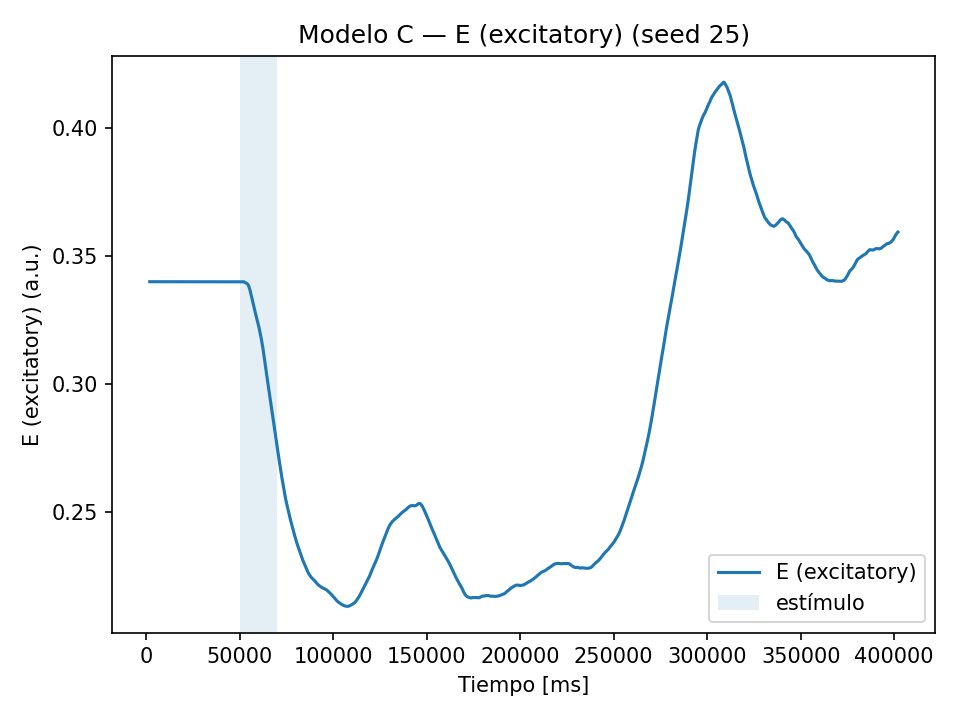 Modelo C — E (excitatory) (seed 25)
E (excitatory) (a.u.)
0.40
0.35
0.30
0.25
E (excitatory)
estímulo
0 50000 100000 150000 200000 250000 300000 350000 400000
Tiempo [ms]